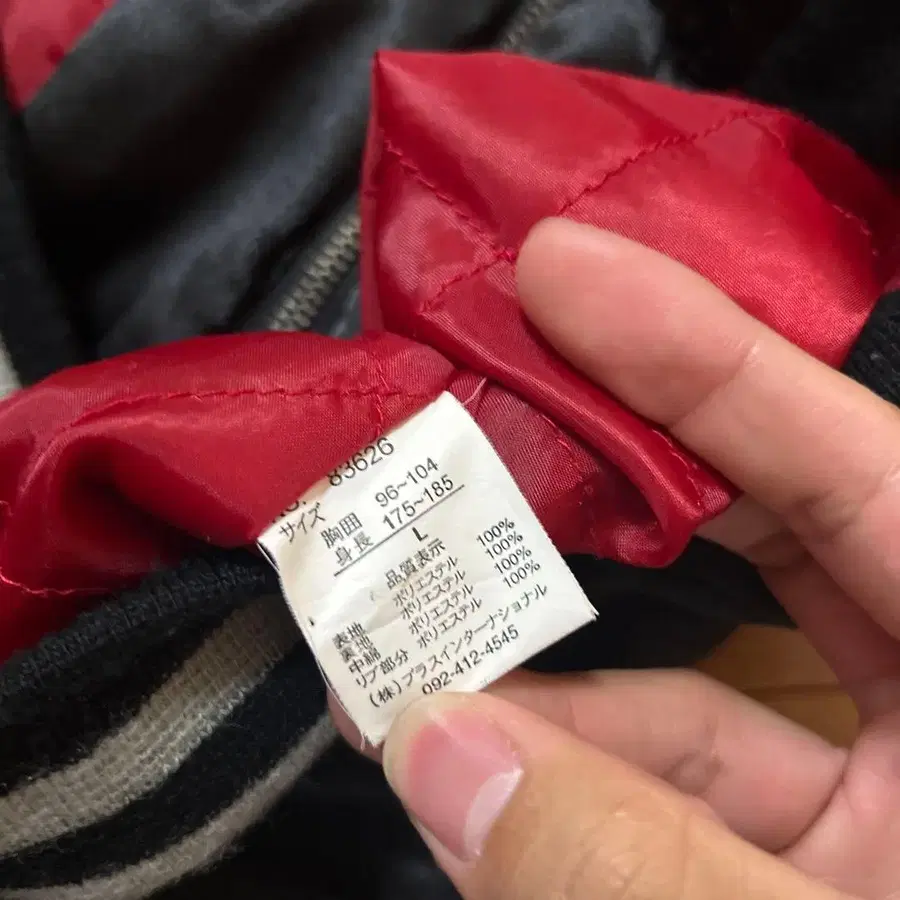 NO. 83626
サイズ
胸囲 96~104
身長 175~185
L
品質表示
表地 ポリエステル 100%
裏地 ポリエステル 100%
中綿 ポリエステル 100%
リブ部分 ポリエステル 100%
(株)プラスインターナショナル
092-412-4545